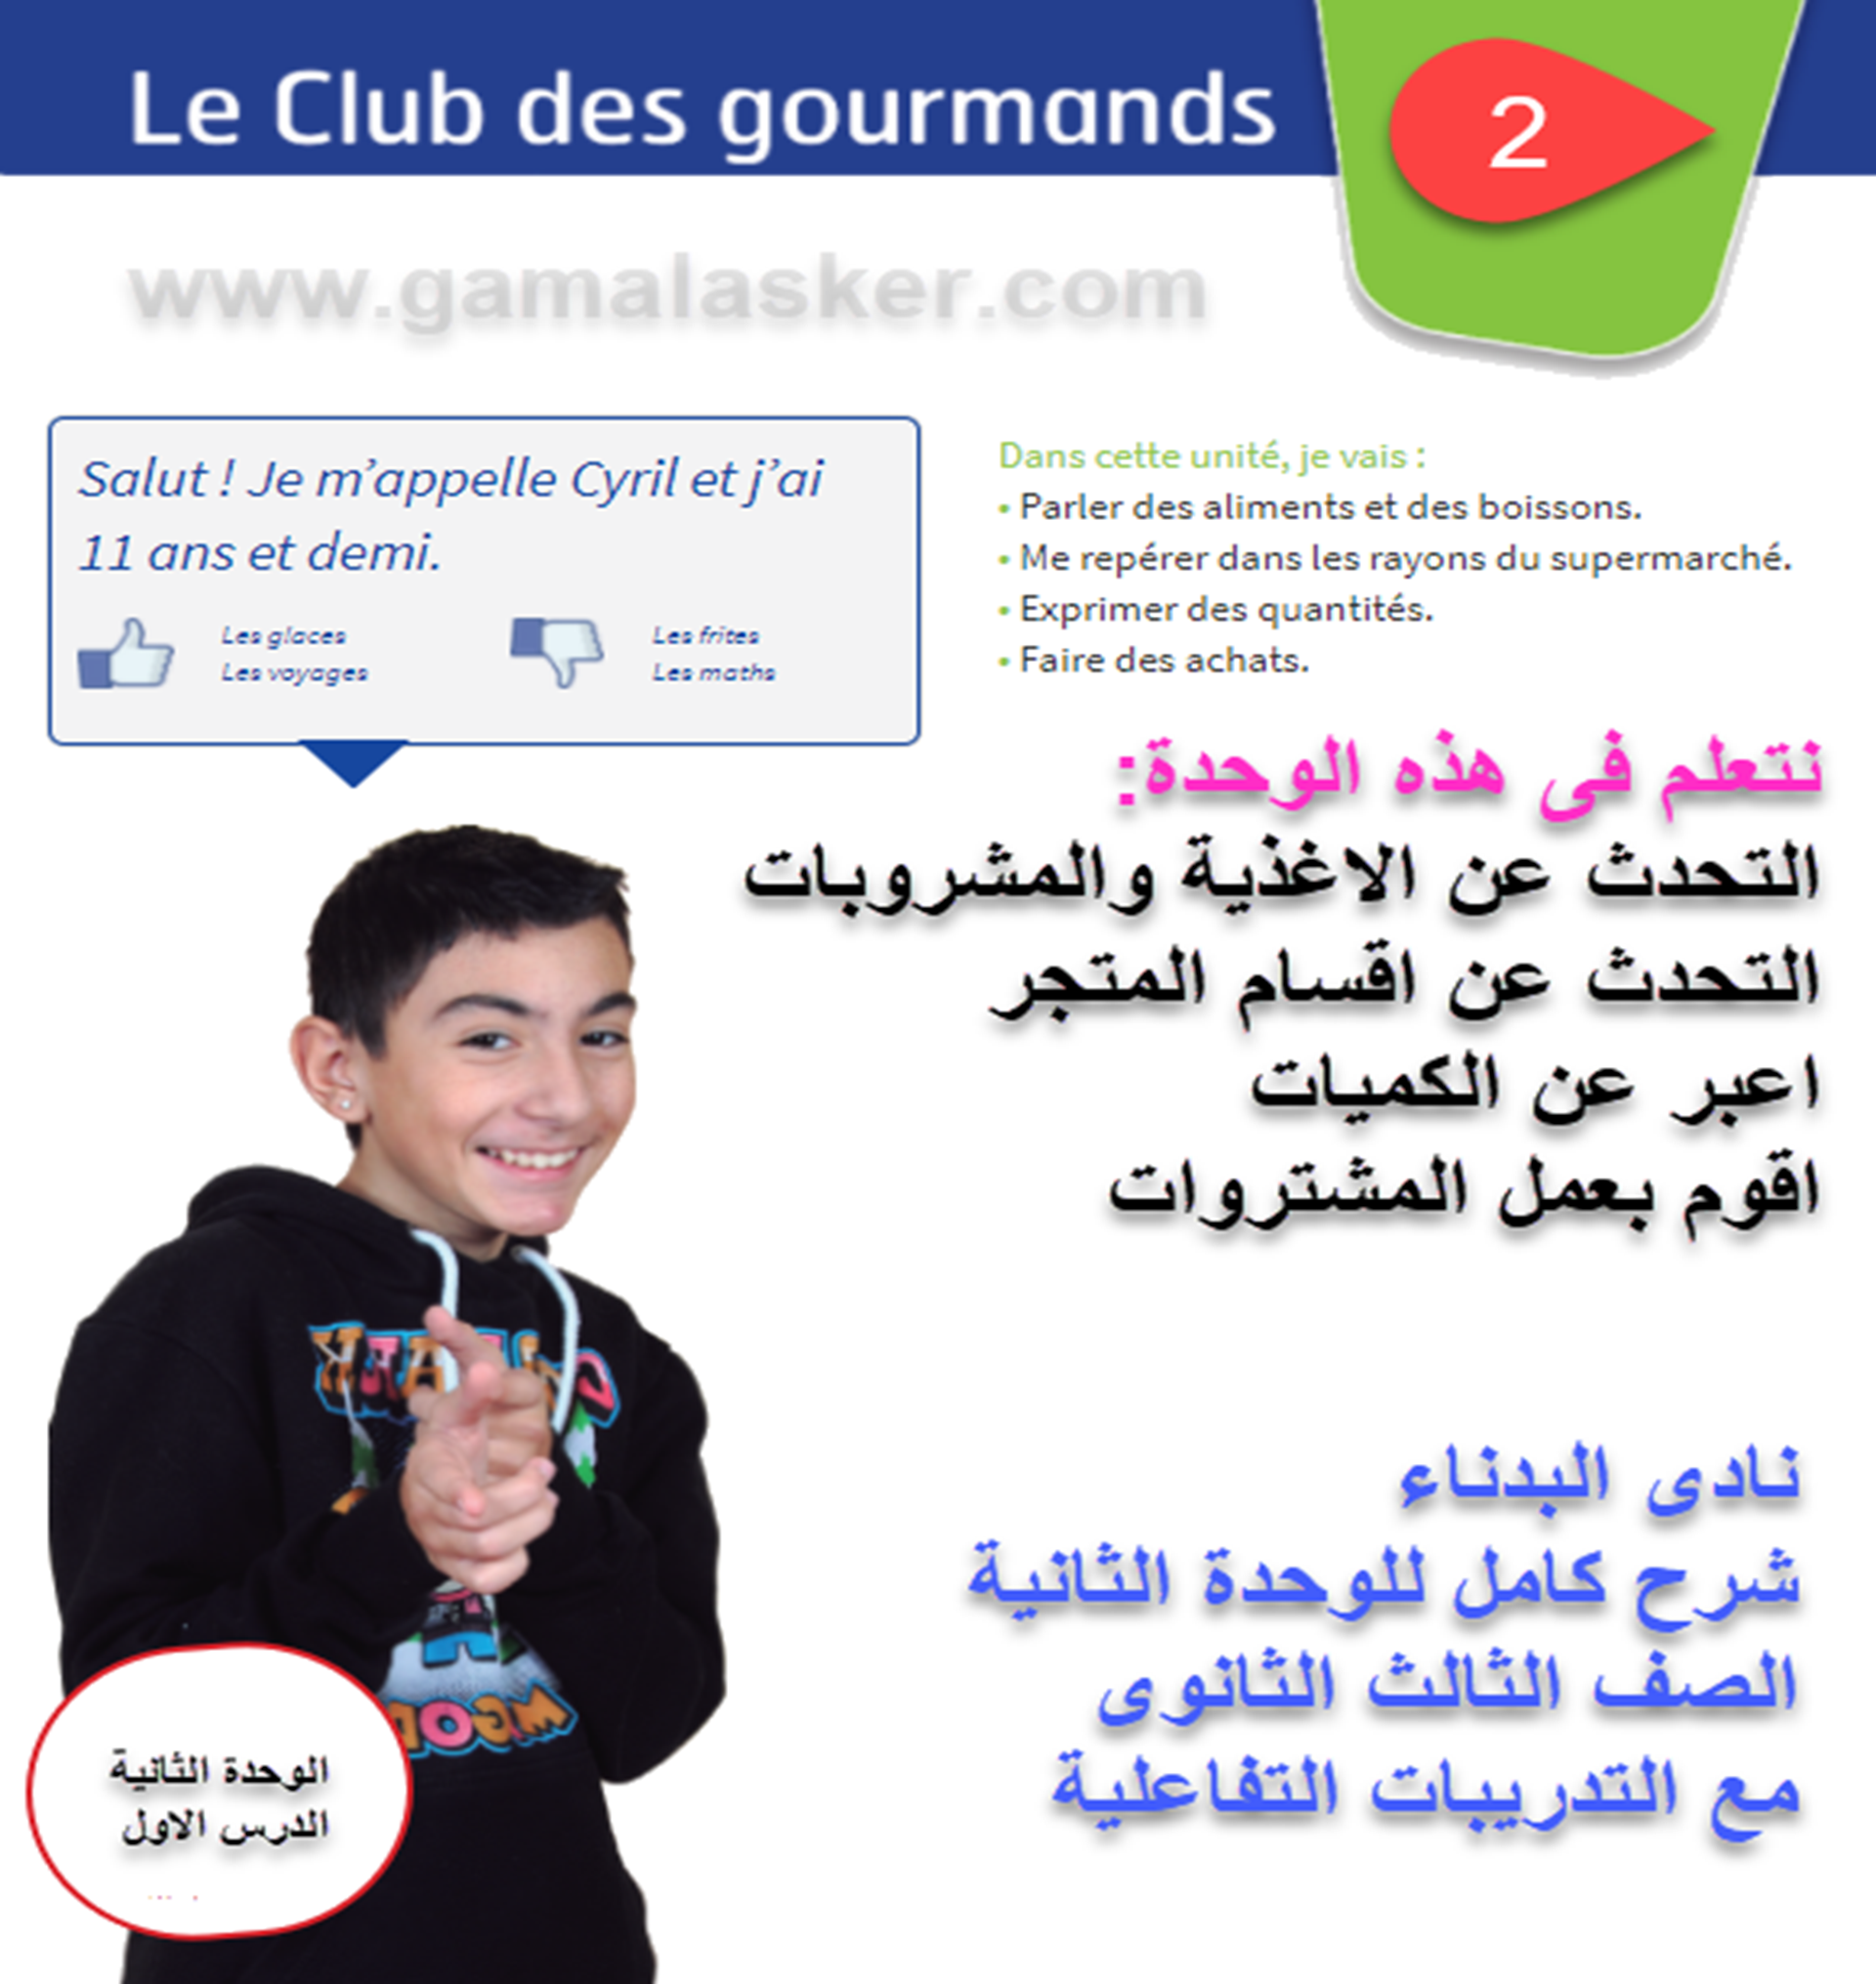 Le Club des gourmands
2
www.gamalasker.com
Salut ! Je m'appelle Cyril et j'ai
11 ans et demi.
Les glaces
Les voyages
Les frites
Les maths
Dans cette unité, je vais :
• Parler des aliments et des boissons.
• Me repérer dans les rayons du supermarché.
• Exprimer des quantités.
• Faire des achats.
نتعلم فى هذه الوحدة:
التحدث عن الاغذية والمشروبات
التحدث عن اقسام المتجر
اعبر عن الكميات
اقوم بعمل المشتروات
نادى البدناء
شرح كامل للوحدة الثانية
الصف الثالث الثانوى
مع التدريبات التفاعلية
الوحدة الثانية
الدرس الاول